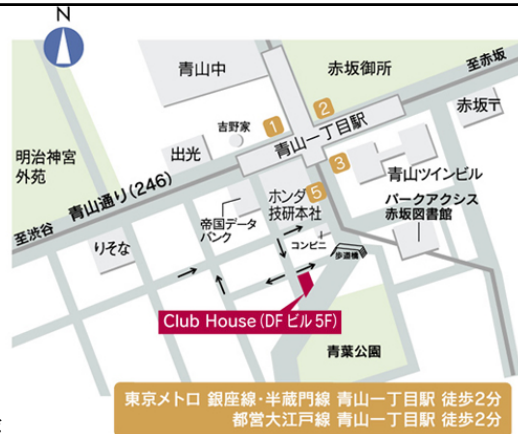 N
青山中
赤坂御所
至赤坂
赤坂〒
吉野家
1
2
青山一丁目駅
出光
明治神宮
外苑
3
青山ツインビル
青山通り(246)
ホンダ
技研本社
5
パークアクシス
赤坂図書館
帝国データ
バンク
至渋谷
りそな
コンビニ
歩道橋
Club House (DF ビル 5F)
青葉公園
東京メトロ 銀座線・半蔵門線 青山一丁目駅 徒歩2分
都営大江戸線 青山一丁目駅 徒歩2分